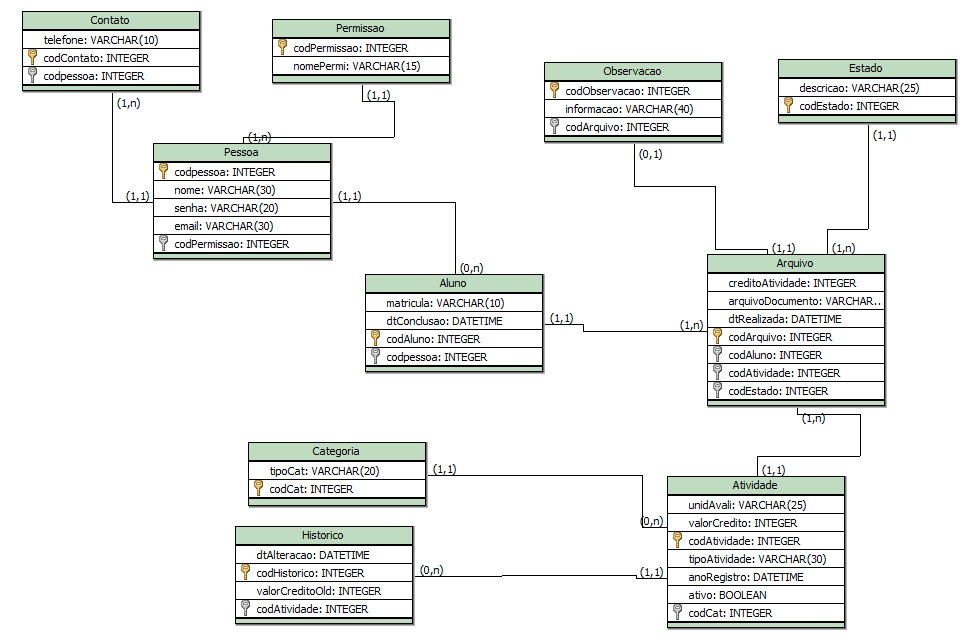 Contato
telefone: VARCHAR(10)
codContato: INTEGER
codpessoa: INTEGER
(1,n)
Permissao
codPermissao: INTEGER
nomePermi: VARCHAR(15)
(1,1)
Observacao
codObservacao: INTEGER
informacao: VARCHAR(40)
codArquivo: INTEGER
(0,1)
Estado
descricao: VARCHAR(25)
codEstado: INTEGER
(1,1)
(1,n)
Pessoa
codpessoa: INTEGER
nome: VARCHAR(30)
senha: VARCHAR(20)
email: VARCHAR(30)
codPermissao: INTEGER
(1,1)
(1,1)
(0,n)
Aluno
matricula: VARCHAR(10)
dtConclusao: DATETIME
codAluno: INTEGER
codpessoa: INTEGER
(1,1)
(1,n)
(1,1)
(1,n)
Arquivo
creditoAtividade: INTEGER
arquivoDocumento: VARCHAR..
dtRealizada: DATETIME
codArquivo: INTEGER
codAluno: INTEGER
codAtividade: INTEGER
codEstado: INTEGER
(1,n)
Categoria
tipoCat: VARCHAR(20)
codCat: INTEGER
(1,1)
(0,n)
Historico
dtAlteracao: DATETIME
codHistorico: INTEGER
valorCreditoOld: INTEGER
codAtividade: INTEGER
(0,n)
(1,1)
(1,1)
Atividade
unidAvali: VARCHAR(25)
valorCredito: INTEGER
codAtividade: INTEGER
tipoAtividade: VARCHAR(30)
anoRegistro: DATETIME
ativo: BOOLEAN
codCat: INTEGER